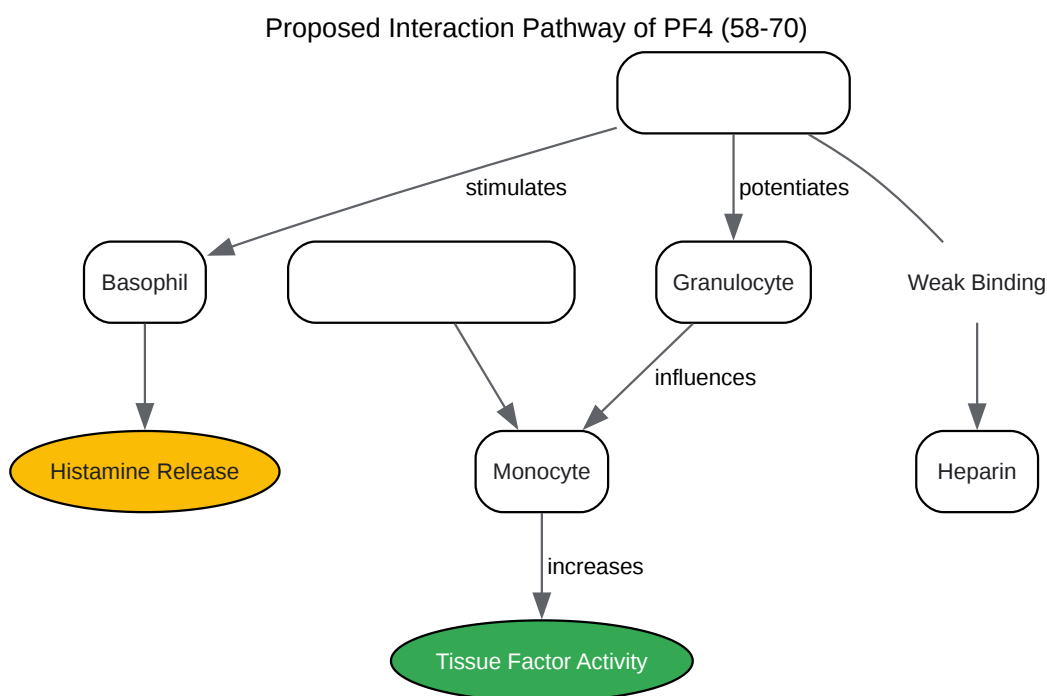 Proposed Interaction Pathway of PF4 (58-70)
stimulates
potentiates
Basophil
Granulocyte
Weak Binding
influences
Histamine Release
Monocyte
Heparin
increases
Tissue Factor Activity